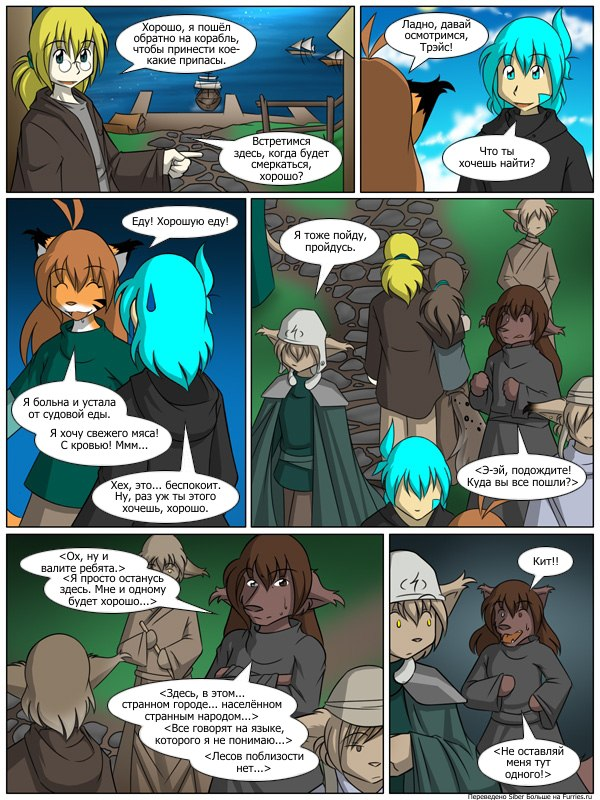 Хорошо, я пошёл
обратно на корабль,
чтобы принести кое-
какие припасы.
Встретимся
здесь, когда будет
смеркаться,
хорошо?
Ладно, давай
осмотримся,
Трэйс!
Что ты
хочешь найти?
Еду! Хорошую еду!
Я больна и устала
от судовой еды.
Я хочу свежего мяса!
С кровью! Ммм...
Хех, это... беспокоит.
Ну, раз уж ты этого
хочешь, хорошо.
Я тоже пойду,
пройдусь.
<Э-эй, подождите!
Куда вы все пошли?>
<Ох, ну и
валите ребята.>
<Я просто останусь
здесь. Мне и одному
будет хорошо...>
<Здесь, в этом...
странном городе... населённом
странным народом...>
<Все говорят на языке,
которого я не понимаю...>
<Лесов поблизости
нет...>
Кит!!
<Не оставляй
меня тут
одного!>
Переведено Siber Больше на Furries.ru